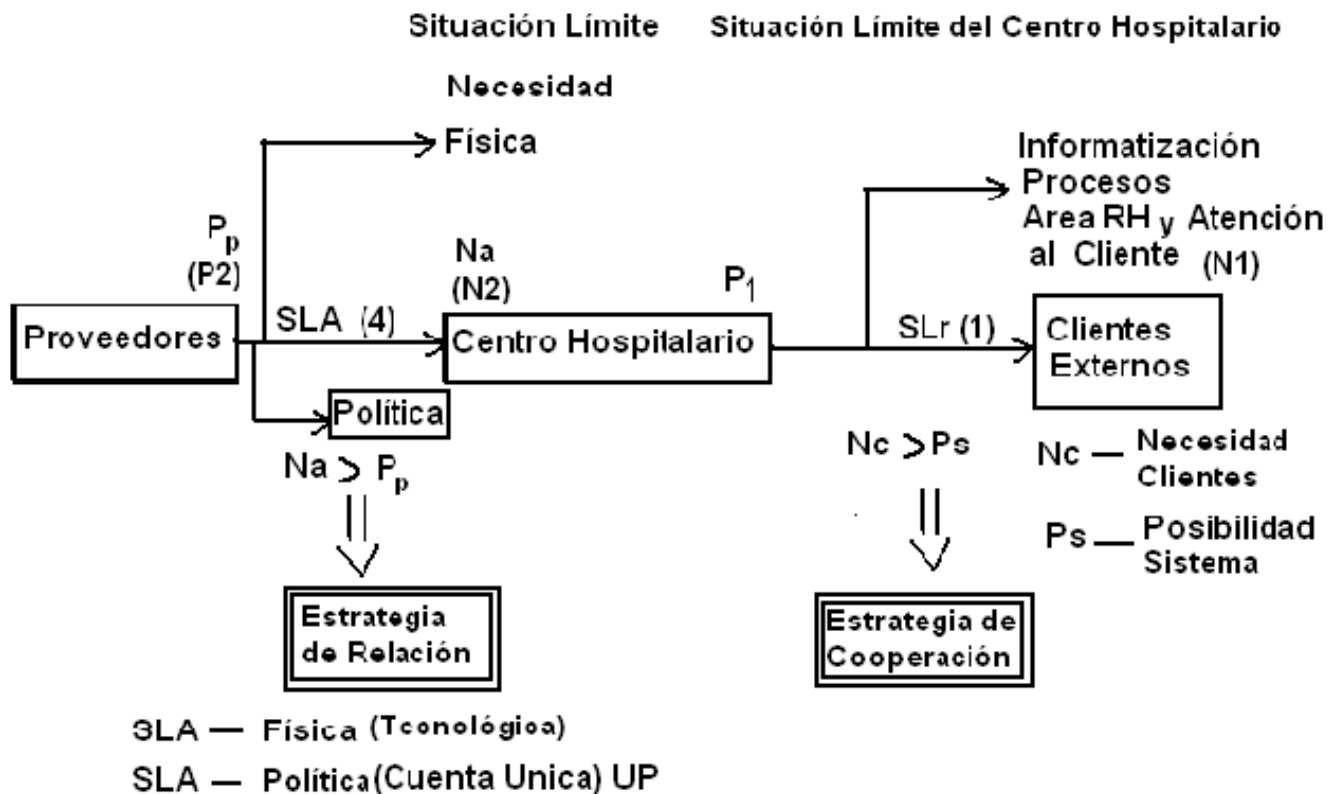 Situación Límite
Situación Límite del Centro Hospitalario
Necesidad
Física
Informatización
Procesos
Area RH y Atención
al Cliente (N1)
Pp
(P2)
Na
(N2)
P1
Proveedores
SLA (4)
Centro Hospitalario
SLr (1)
Clientes
Externos
Política
Na > Pp
Nc > Ps
Nc — Necesidad
Clientes
Ps — Posibilidad
Sistema
Estrategia
de Relación
Estrategia de
Cooperación
SLA — Física (Tecnológica)
SLA — Política (Cuenta Unica) UP